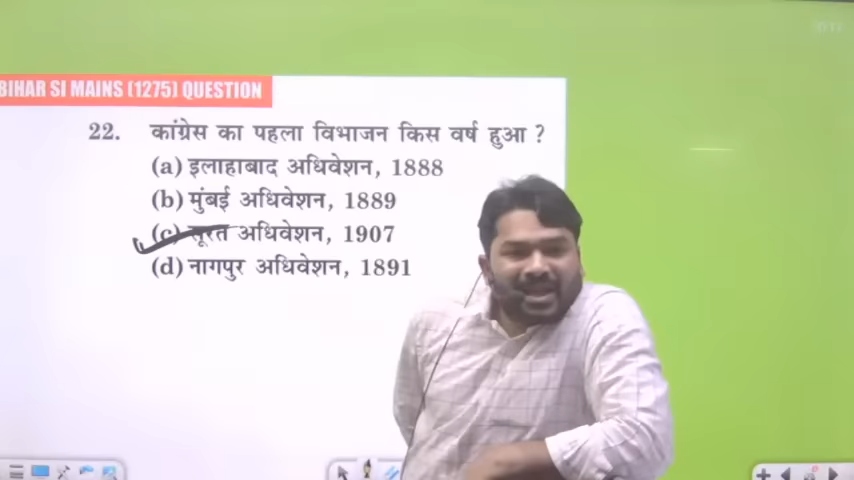 BIHAR SI MAINS (1275) QUESTION
22. कांग्रेस का पहला विभाजन किस वर्ष हुआ ?
(a) इलाहाबाद अधिवेशन, 1888
(b) मुंबई अधिवेशन, 1889
(c) सूरत अधिवेशन, 1907
(d) नागपुर अधिवेशन, 1891